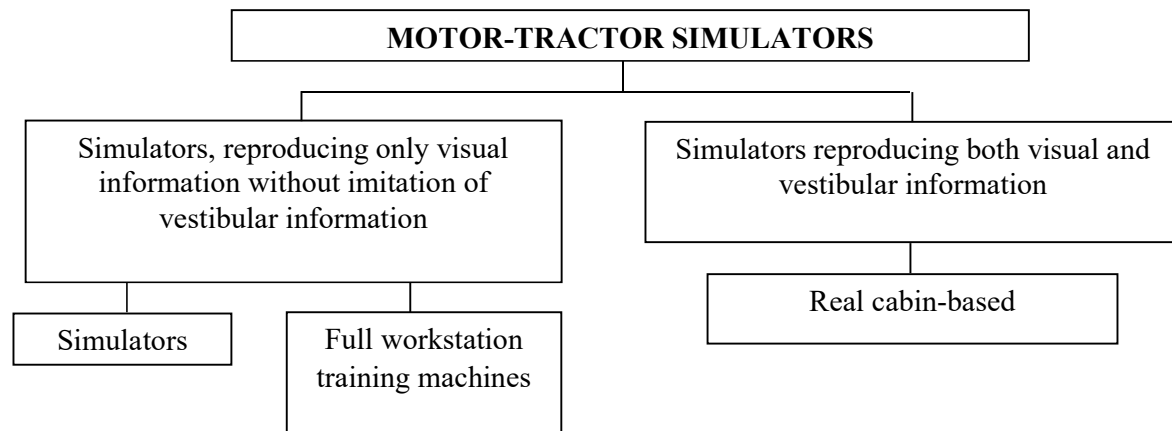 MOTOR-TRACTOR SIMULATORS
Simulators, reproducing only visual
information without imitation of
vestibular information
Simulators reproducing both visual and
vestibular information
Simulators
Full workstation
training machines
Real cabin-based